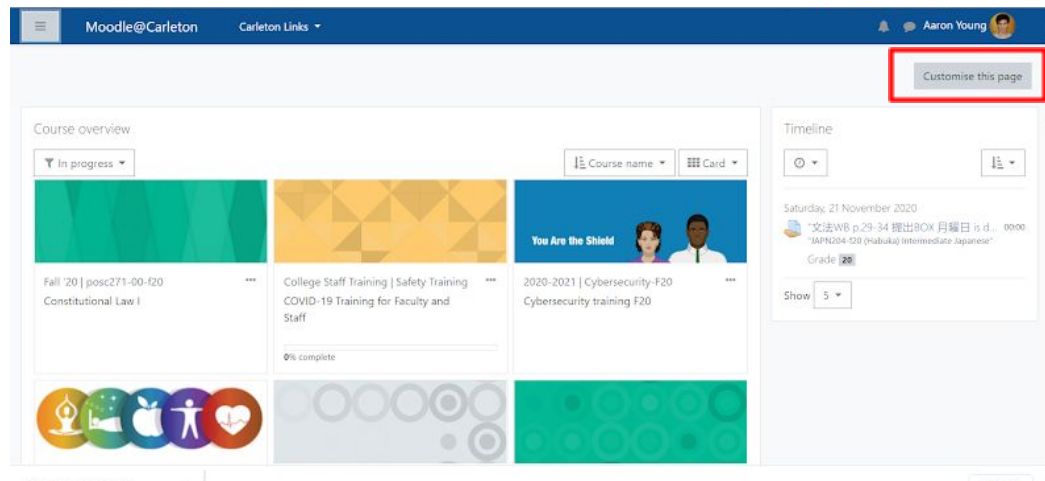 Moodle@Carleton
Carleton Links
Aaron Young
Customise this page
Course overview
In progress
Course name
Card
You Are the Shield
Fall '20 | posc271-00-f20
Constitutional Law I
College Staff Training | Safety Training
COVID-19 Training for Faculty and
Staff
0% complete
2020-2021 | Cybersecurity-F20
Cybersecurity training F20
Timeline
Saturday, 21 November 2020
"文法WB p.29-34 提出BOX 月曜日 is d... 00:00
"JAPN204-f20 (Habuka) Intermediate Japanese"
Grade 20
Show 5